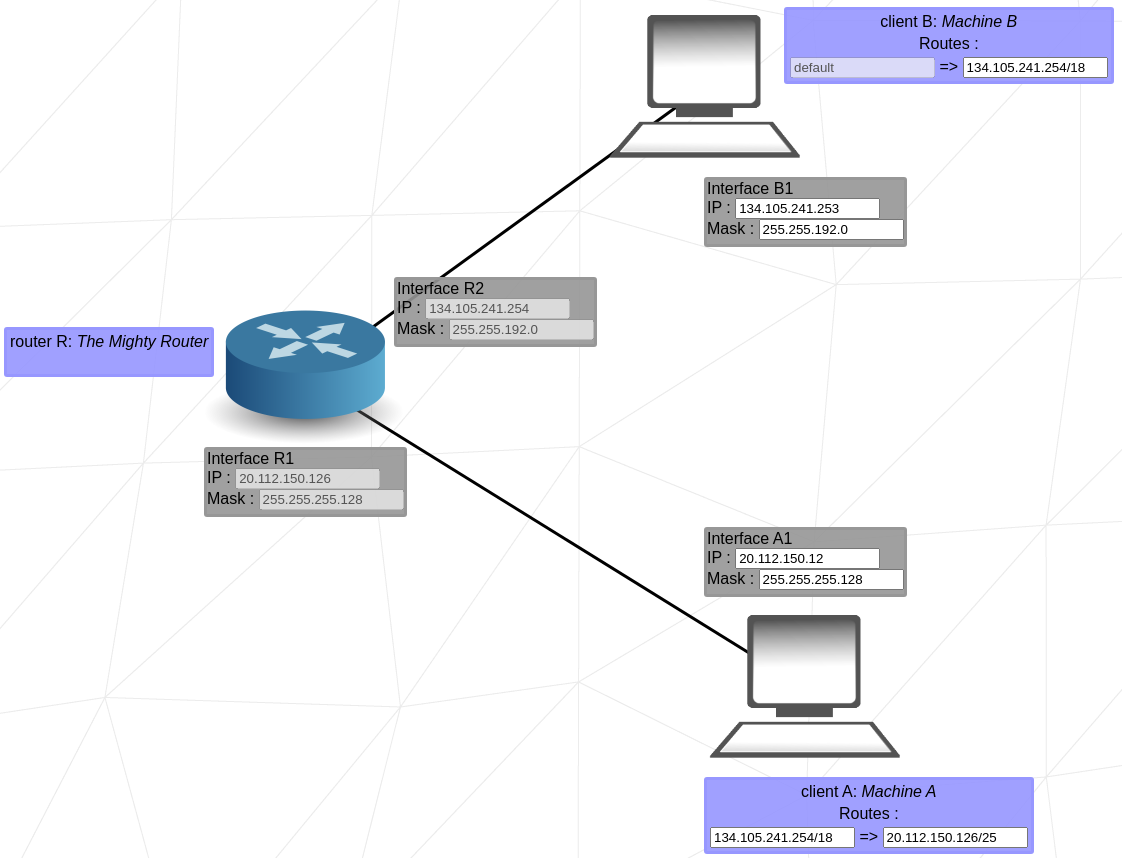 client B: Machine B
Routes :
default => 134.105.241.254/18
Interface B1
IP : 134.105.241.253
Mask : 255.255.192.0
Interface R2
IP : 134.105.241.254
Mask : 255.255.192.0
router R: The Mighty Router
Interface R1
IP : 20.112.150.126
Mask : 255.255.255.128
Interface A1
IP : 20.112.150.12
Mask : 255.255.255.128
client A: Machine A
Routes :
134.105.241.254/18 => 20.112.150.126/25